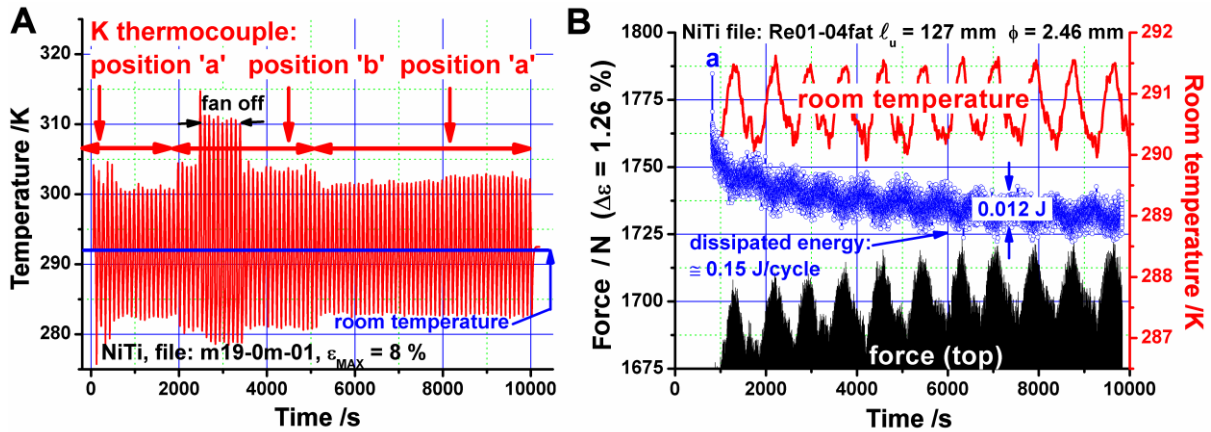 A
K thermocouple:
position 'a' position 'b' position 'a'
fan off
325
320
310
300
290
280
Temperature /K
room temperature
NiTi, file: m19-0m-01, εMAX = 8 %
0 2000 4000 6000 8000 10000
Time /s
B
NiTi file: Re01-04fat ℓu = 127 mm ϕ = 2.46 mm
a
room temperature
0.012 J
dissipated energy:
≅ 0.15 J/cycle
force (top)
1800
1775
1750
1725
1700
1675
Force / N (Δε = 1.26 %)
292
291
290
289
288
287
Room temperature /K
0 2000 4000 6000 8000 10000
Time /s